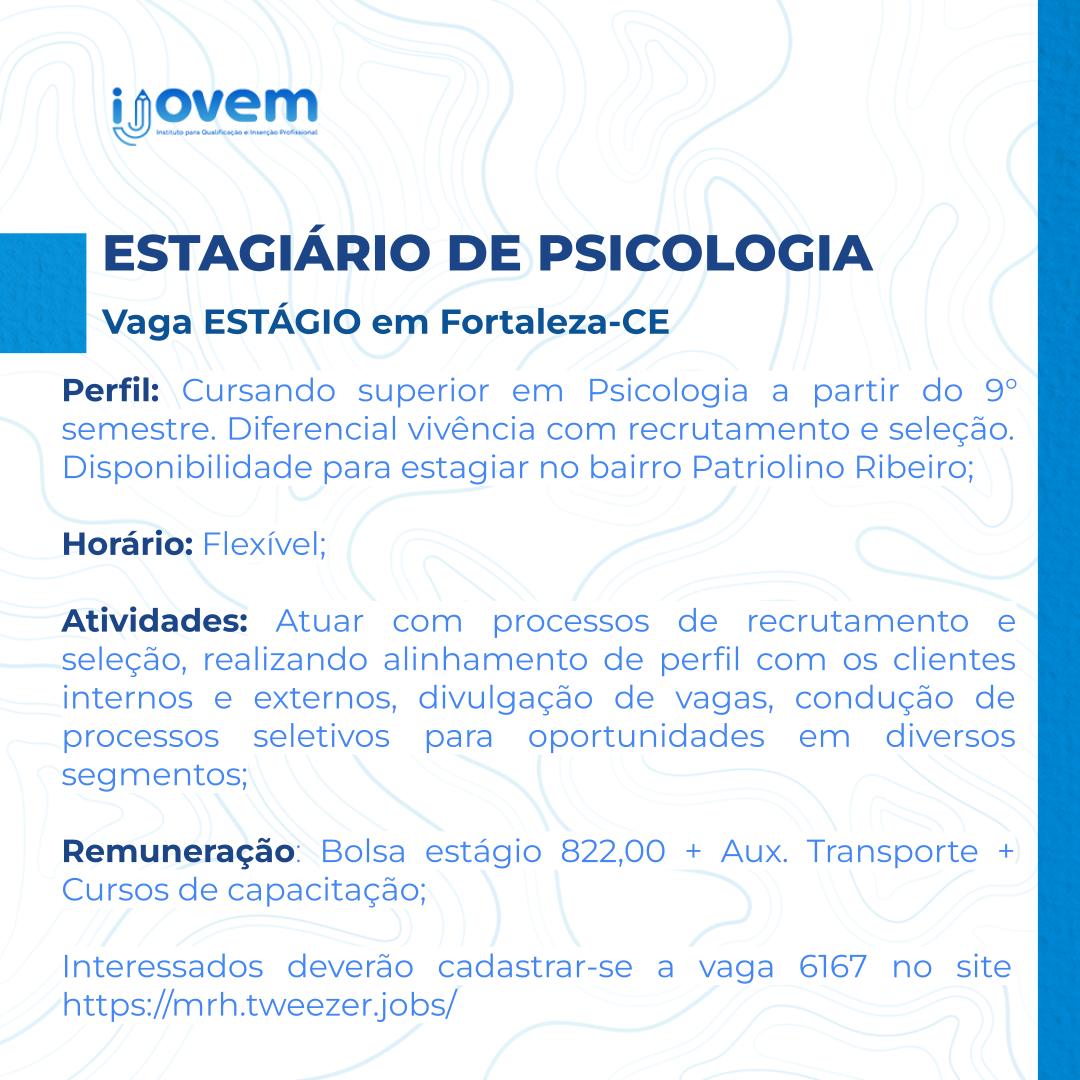 ijovem
Instituto para Qualificação e Inserção Profissional
ESTAGIÁRIO DE PSICOLOGIA
Vaga ESTÁGIO em Fortaleza-CE
Perfil: Cursando superior em Psicologia a partir do 9°
semestre. Diferencial vivência com recrutamento e seleção.
Disponibilidade para estagiar no bairro Patriolino Ribeiro;
Horário: Flexível;
Atividades: Atuar com processos de recrutamento e
seleção, realizando alinhamento de perfil com os clientes
internos e externos, divulgação de vagas, condução de
processos seletivos para oportunidades em diversos
segmentos;
Remuneração: Bolsa estágio 822,00 + Aux. Transporte +
Cursos de capacitação;
Interessados deverão cadastrar-se a vaga 6167 no site
https://mrh.tweezer.jobs/